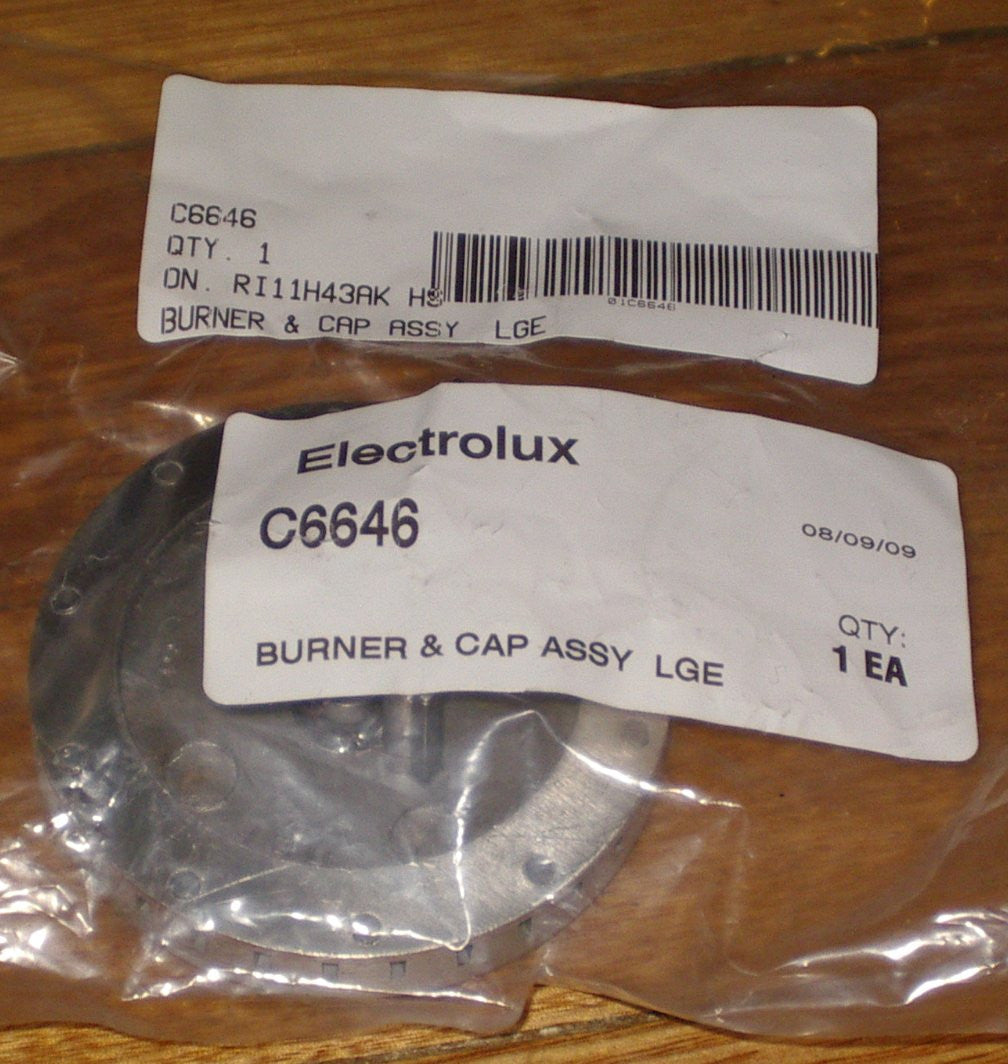 C6646
QTY. 1
ON. RI11H43AK HS
01C6646
BURNER & CAP ASSY LGE
Electrolux
C6646
08/09/09
QTY:
1 EA
BURNER & CAP ASSY LGE